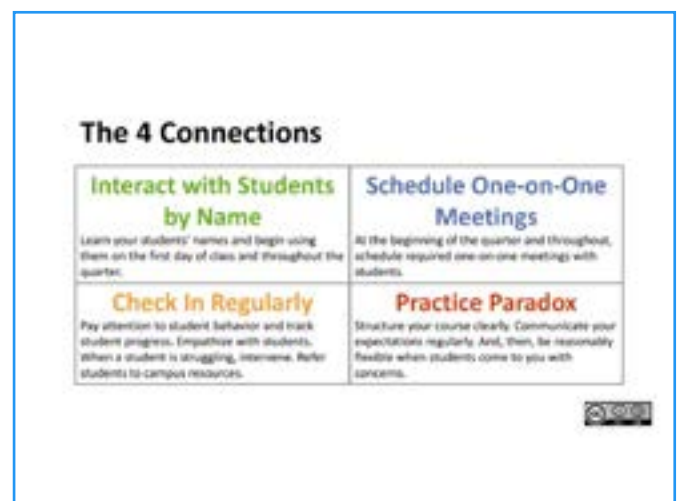 The 4 Connections
Interact with Students
by Name
Learn your students' names and begin using
them on the first day of class and throughout the
quarter.
Schedule One-on-One
Meetings
At the beginning of the quarter and throughout,
schedule required one-on-one meetings with
students.
Check In Regularly
Pay attention to student behavior and track
student progress. Empathize with students.
When a student is struggling, intervene. Refer
students to campus resources.
Practice Paradox
Structure your course clearly. Communicate your
expectations regularly. And, then, be reasonably
flexible when students come to you with
concerns.